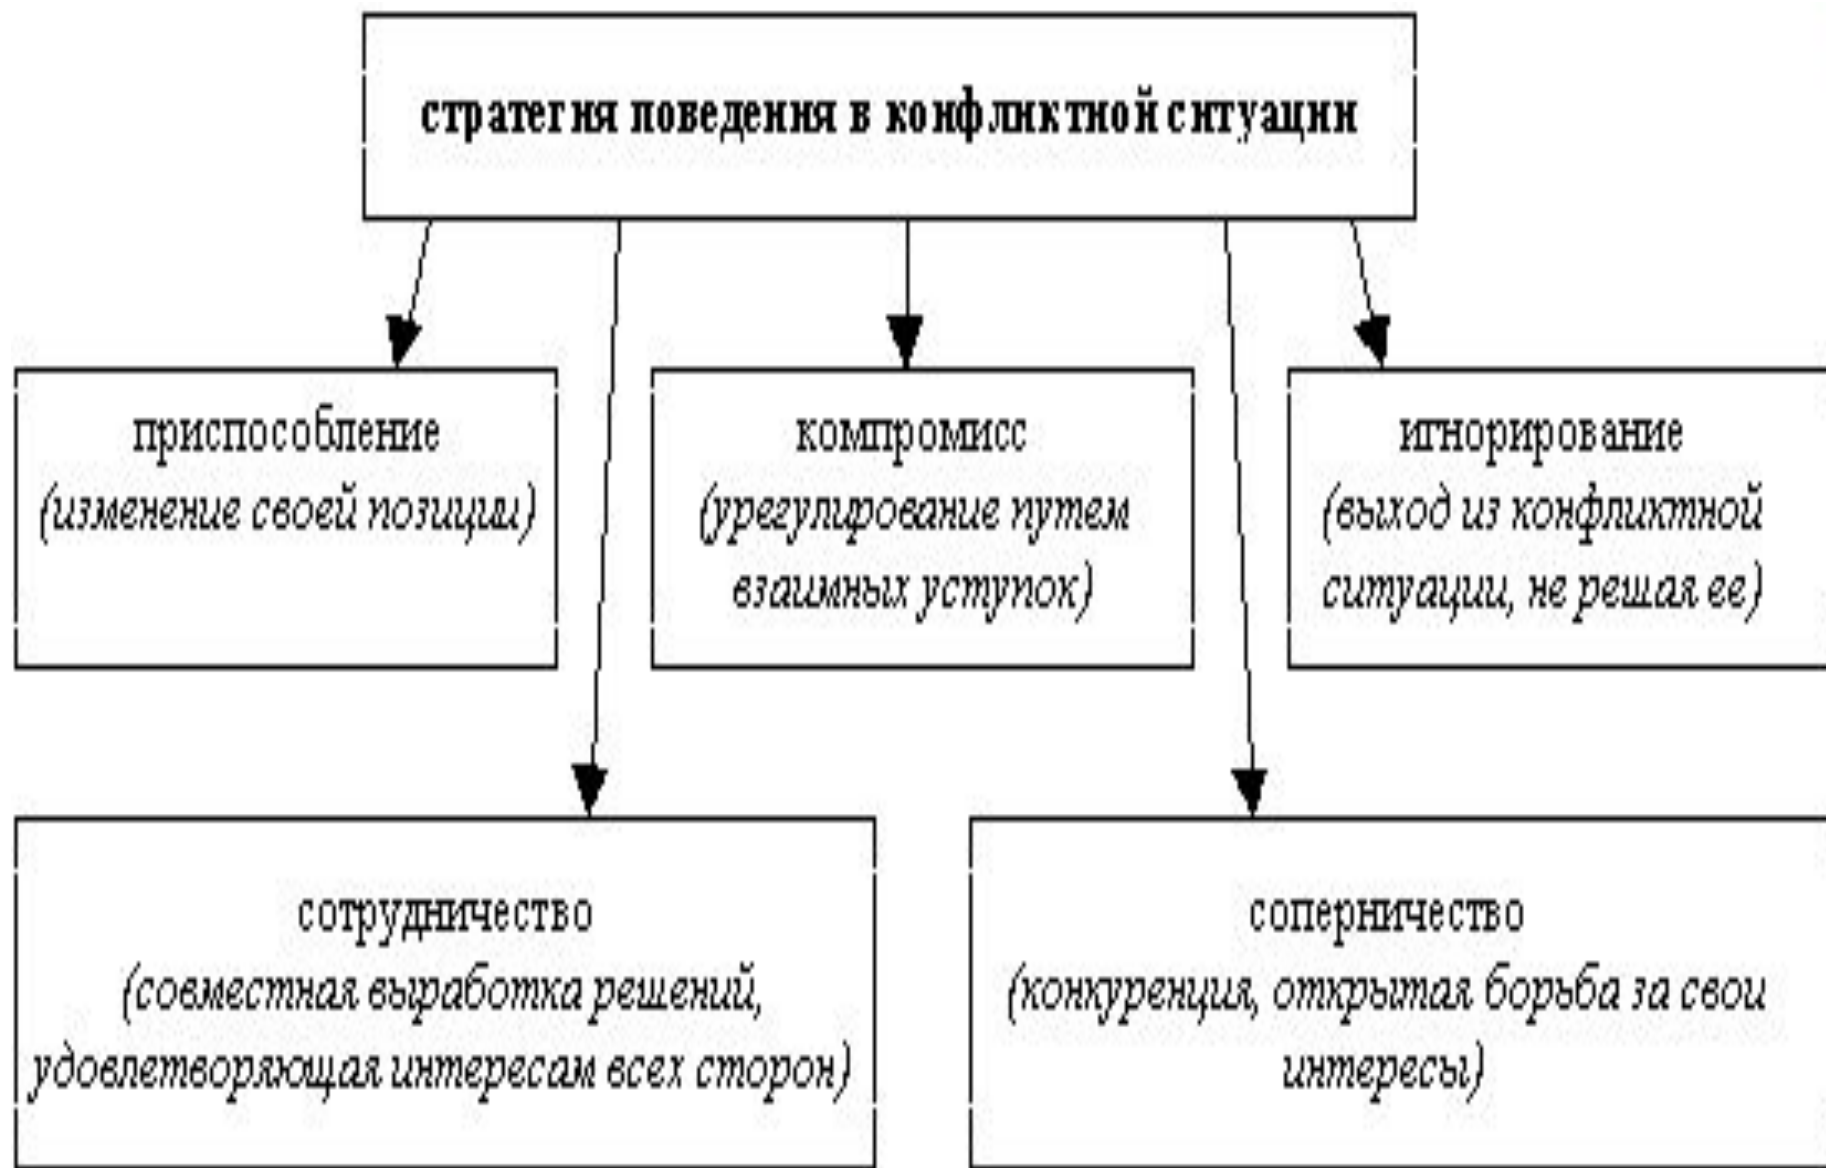 стратегия поведения в конфликтной ситуации
приспособление
(изменение своей позиции)
компромисс
(урегулирование путем
взаимных уступок)
игнорирование
(выход из конфликтной
ситуации, не решая ее)
сотрудничество
(совместная выработка решений,
удовлетворяющая интересам всех сторон)
соперничество
(конкуренция, открытая борьба за свои
интересы)